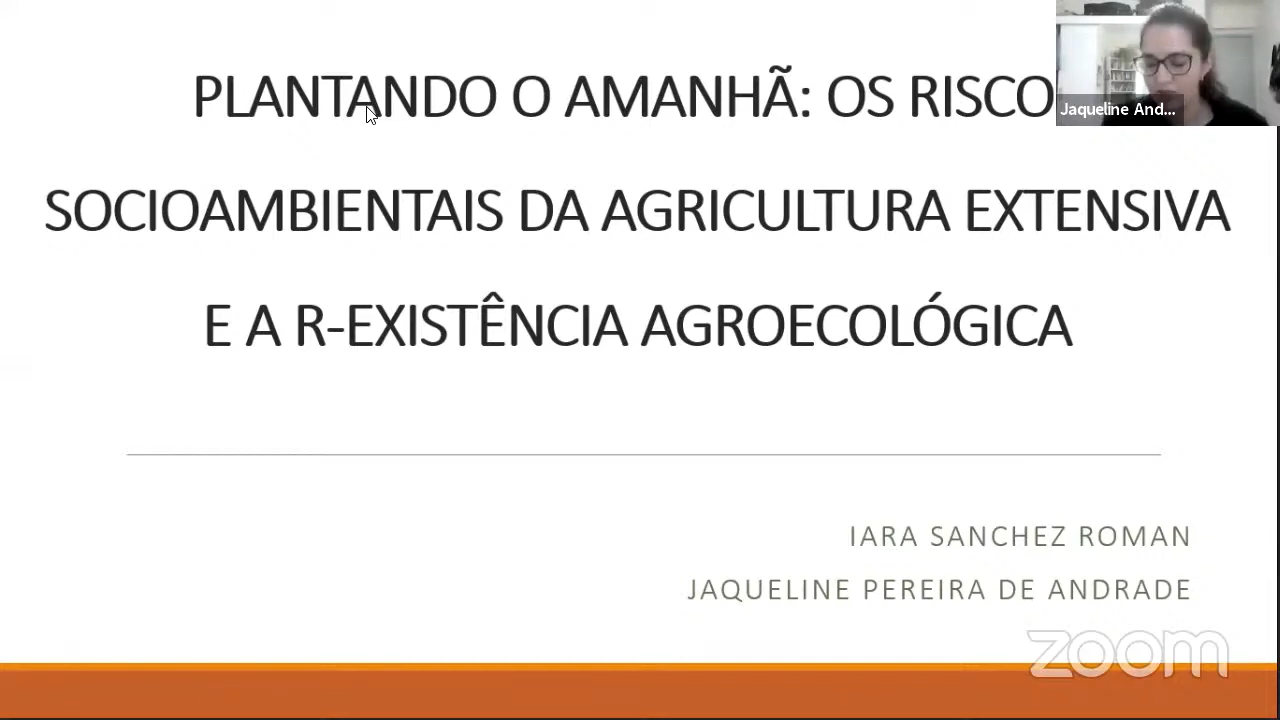 PLANTANDO O AMANHÃ: OS RISCO
Jaqueline And...
SOCIOAMBIENTAIS DA AGRICULTURA EXTENSIVA
E A R-EXISTÊNCIA AGROECOLÓGICA
IARA SANCHEZ ROMAN
JAQUELINE PEREIRA DE ANDRADE
zoom